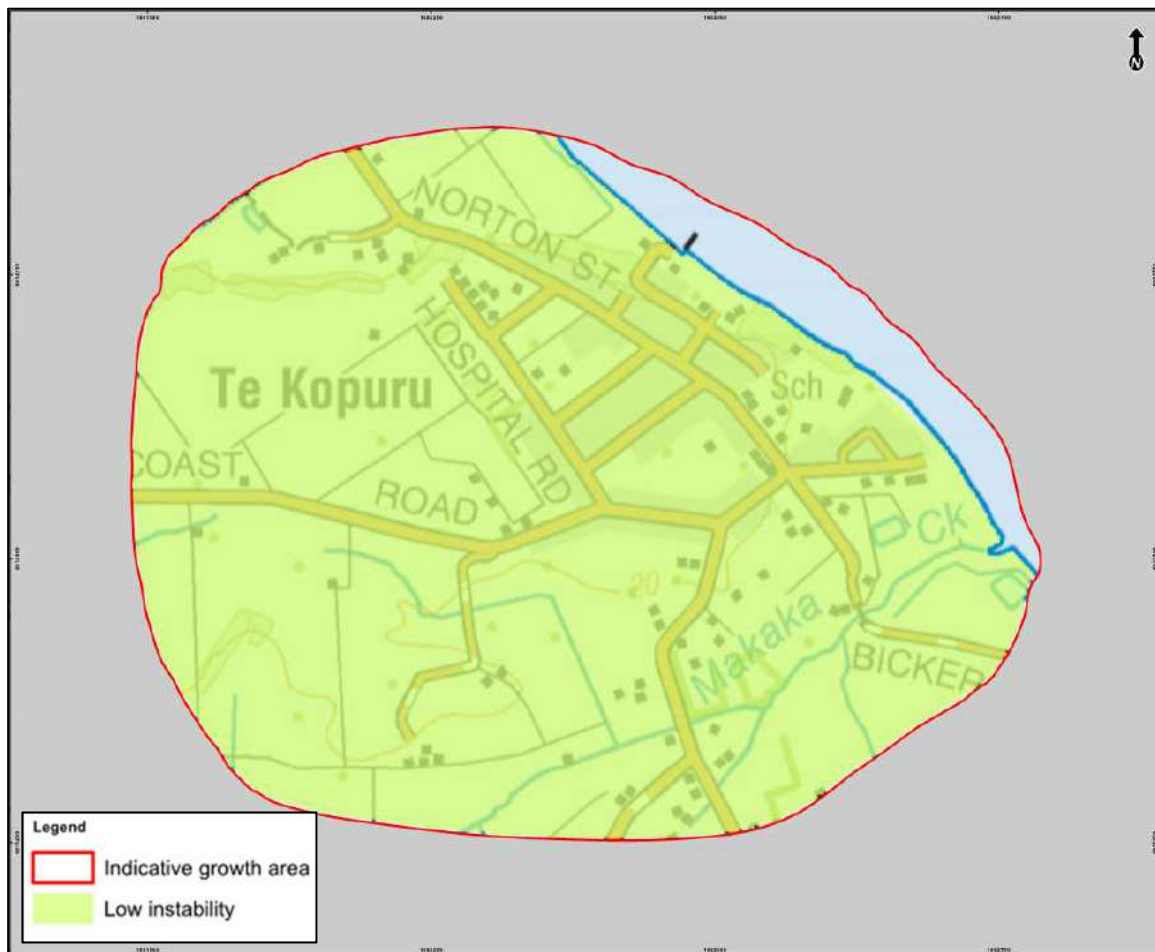 N
NORTON ST
HOSPITAL RD
Te Kopuru
Sch
COAST
ROAD
Ck
20
Makaka
BICKER
Legend
Indicative growth area
Low instability